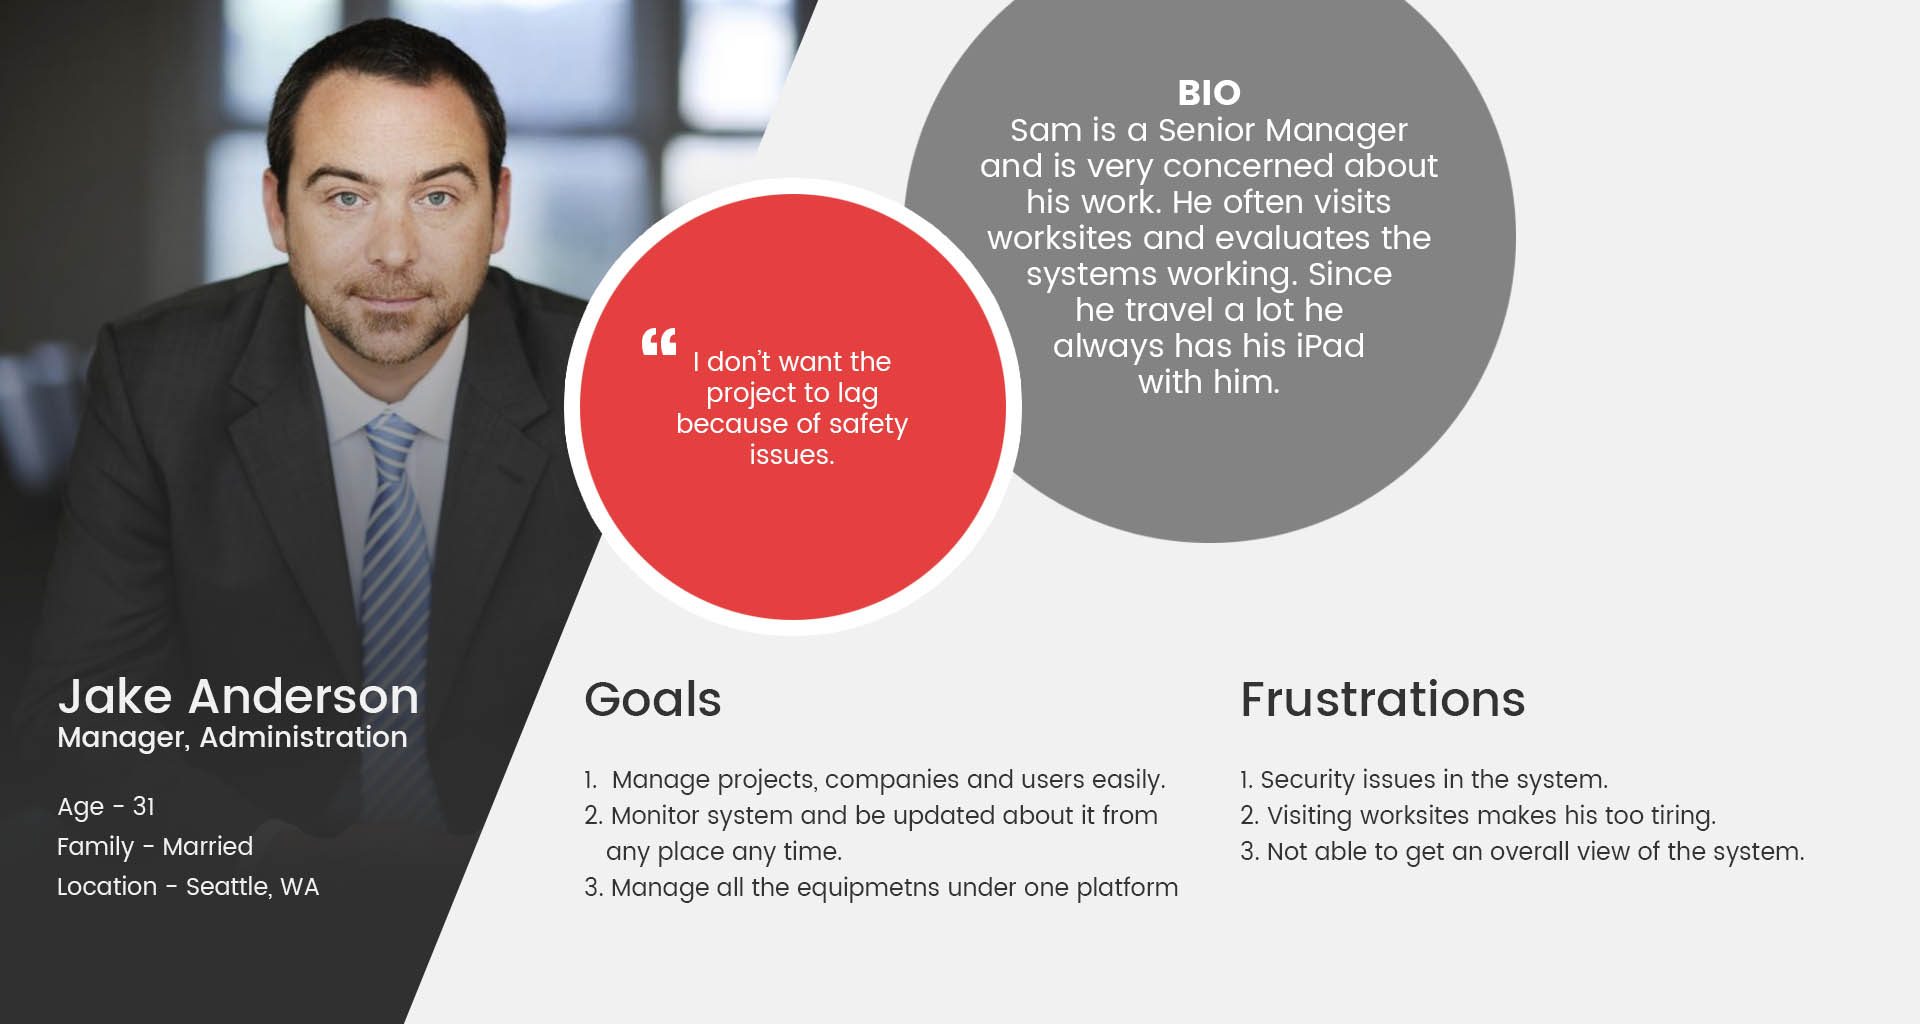 BIO
Sam is a Senior Manager
and is very concerned about
his work. He often visits
worksites and evaluates the
systems working. Since
he travel a lot he
always has his iPad
with him.
“ I don’t want the
project to lag
because of safety
issues.
Jake Anderson
Manager, Administration
Age - 31
Family - Married
Location - Seattle, WA
Goals
1. Manage projects, companies and users easily.
2. Monitor system and be updated about it from
any place any time.
3. Manage all the equipmetns under one platform
Frustrations
1. Security issues in the system.
2. Visiting worksites makes his too tiring.
3. Not able to get an overall view of the system.